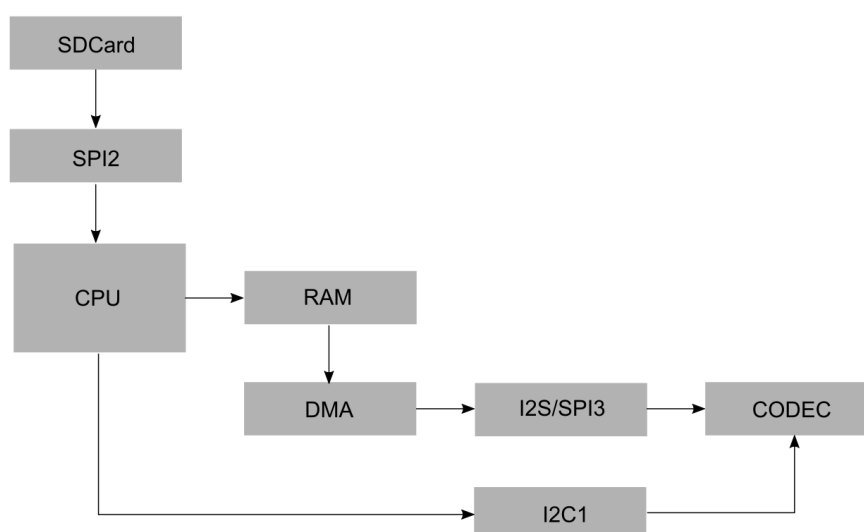 SDCard
SPI2
CPU
RAM
DMA
I2S/SPI3
CODEC
I2C1